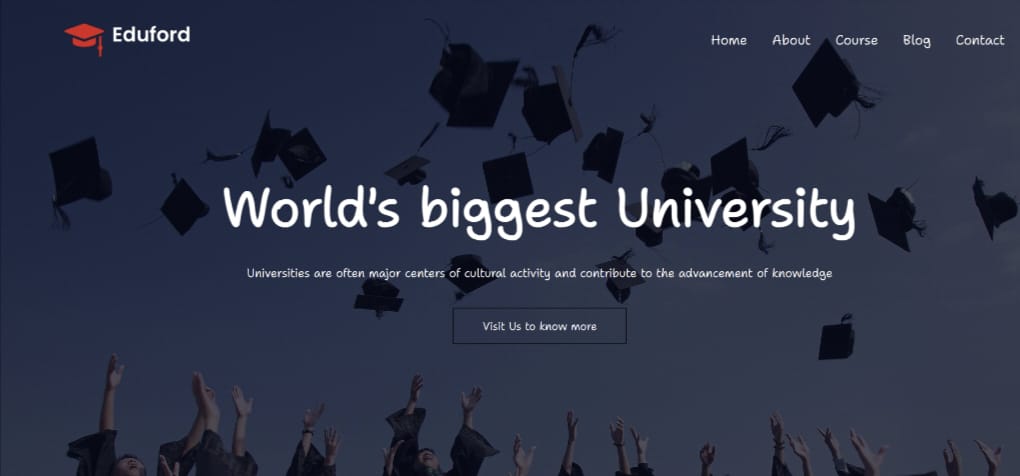 Eduford
Home About Course Blog Contact
World's biggest University
Universities are often major centers of cultural activity and contribute to the advancement of knowledge
Visit Us to know more